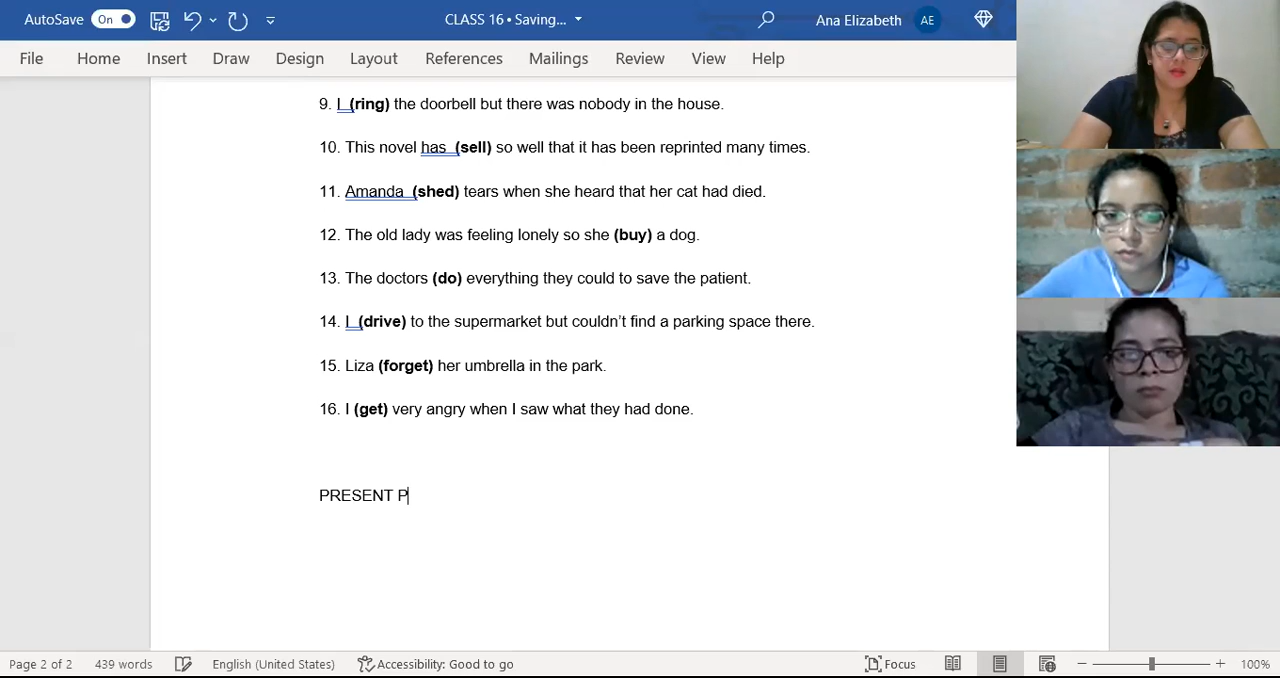 AutoSave On CLASS 16 • Saving... Ana Elizabeth AE
File Home Insert Draw Design Layout References Mailings Review View Help
9. I (ring) the doorbell but there was nobody in the house.
10. This novel has (sell) so well that it has been reprinted many times.
11. Amanda (shed) tears when she heard that her cat had died.
12. The old lady was feeling lonely so she (buy) a dog.
13. The doctors (do) everything they could to save the patient.
14. I (drive) to the supermarket but couldn’t find a parking space there.
15. Liza (forget) her umbrella in the park.
16. I (get) very angry when I saw what they had done.
PRESENT P
Page 2 of 2 439 words English (United States) Accessibility: Good to go Focus 100%